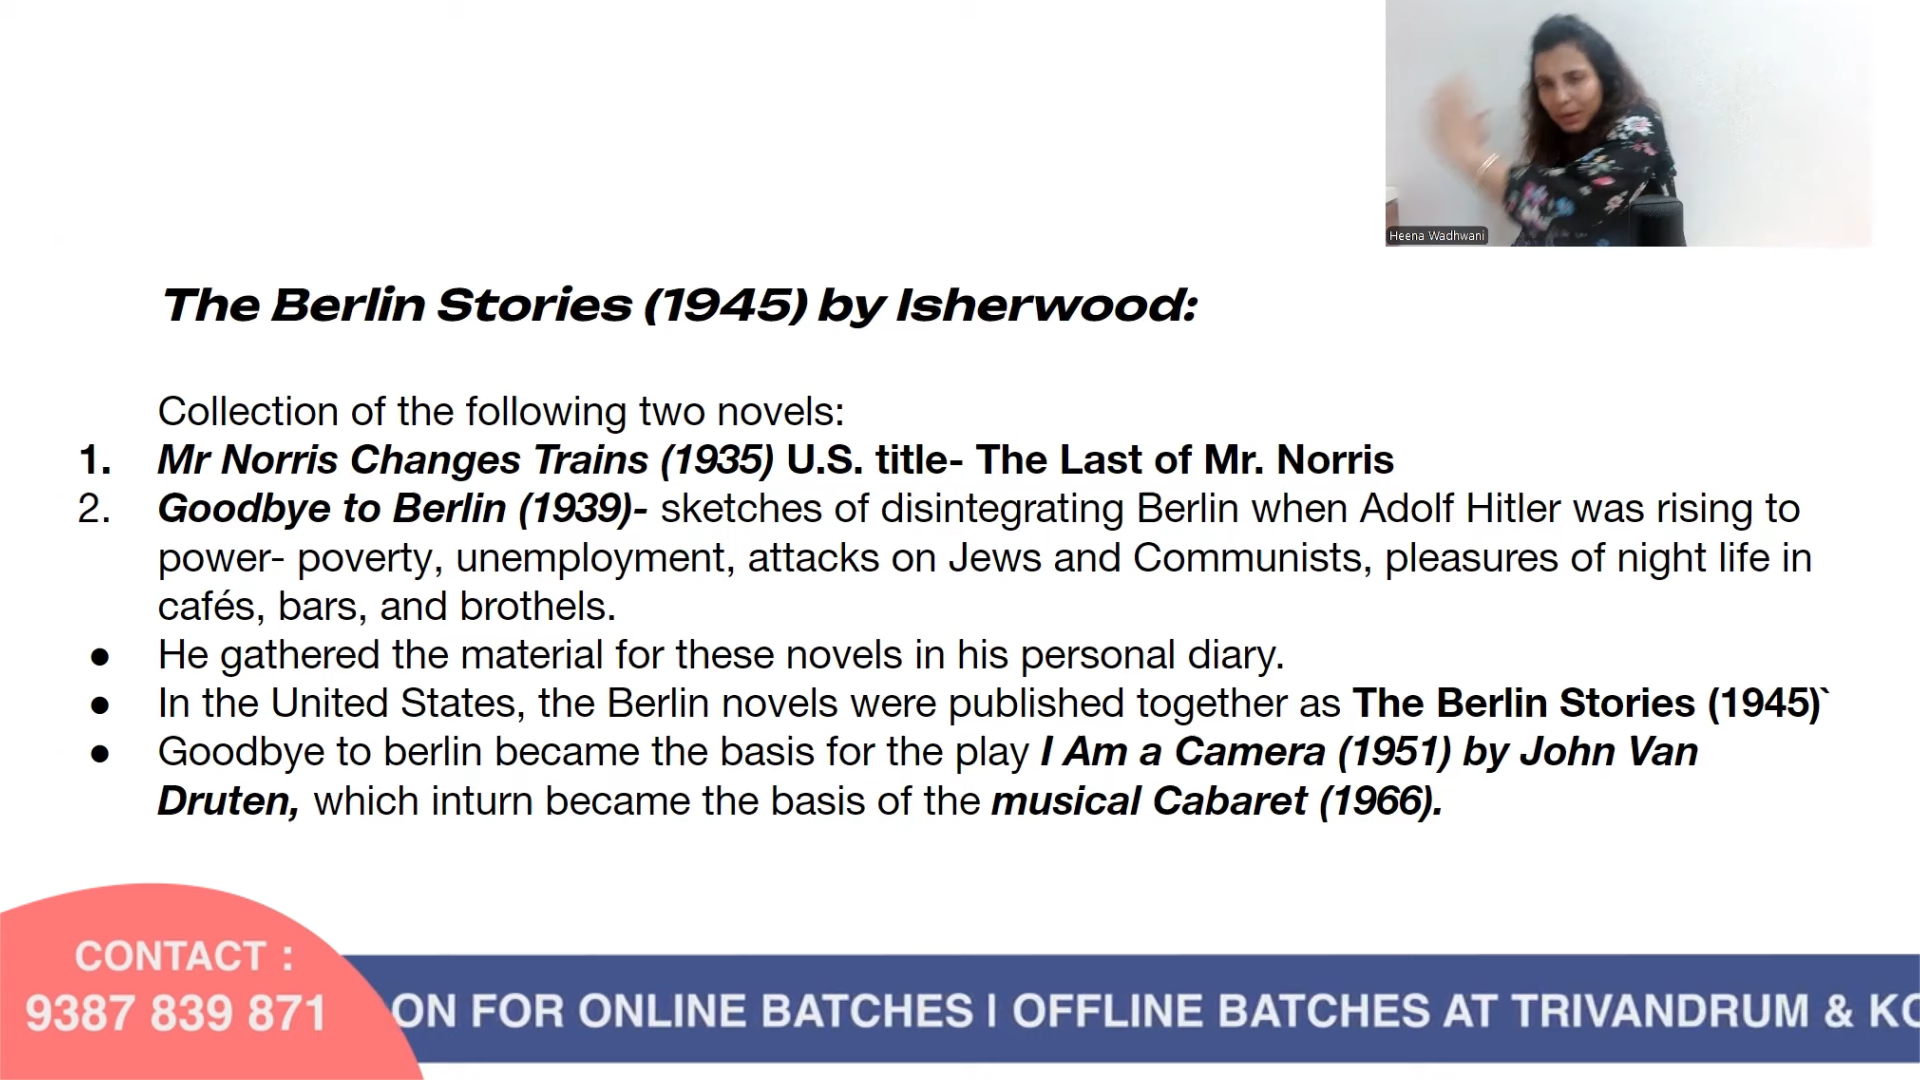 Heena Wadhwani
The Berlin Stories (1945) by Isherwood:
Collection of the following two novels:
1. Mr Norris Changes Trains (1935) U.S. title- The Last of Mr. Norris
2. Goodbye to Berlin (1939)- sketches of disintegrating Berlin when Adolf Hitler was rising to
power- poverty, unemployment, attacks on Jews and Communists, pleasures of night life in
cafés, bars, and brothels.
● He gathered the material for these novels in his personal diary.
● In the United States, the Berlin novels were published together as The Berlin Stories (1945)`
● Goodbye to berlin became the basis for the play I Am a Camera (1951) by John Van
Druten, which inturn became the basis of the musical Cabaret (1966).
CONTACT :
9387 839 871
ON FOR ONLINE BATCHES | OFFLINE BATCHES AT TRIVANDRUM & KO